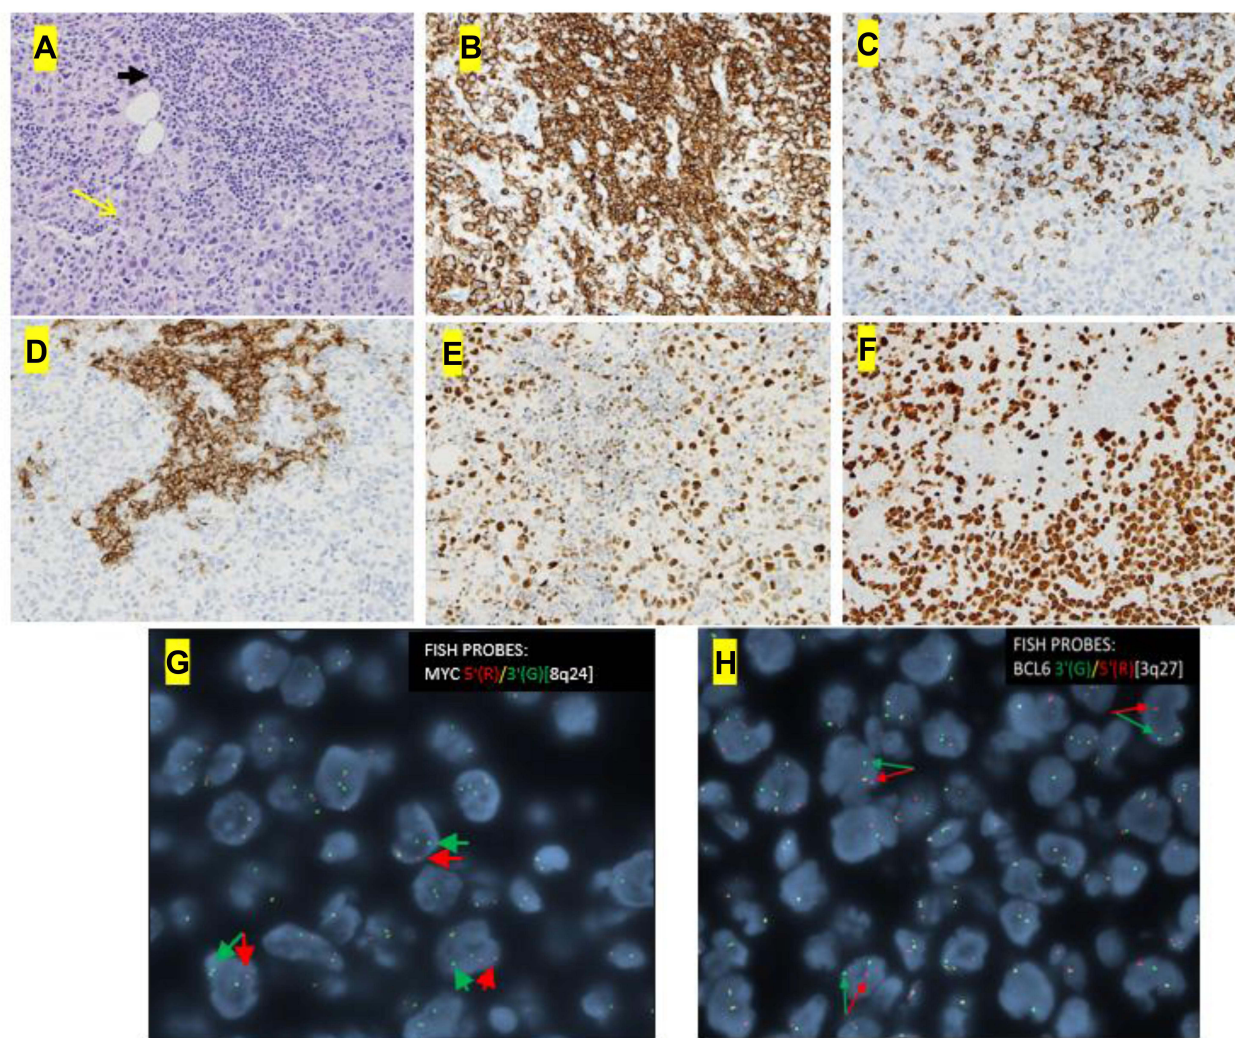 A
B
C
D
E
F
G
FISH PROBES:
MYC 5'(R)/3'(G)[8q24]
H
FISH PROBES:
BCL6 3'(G)/5'(R)[3q27]